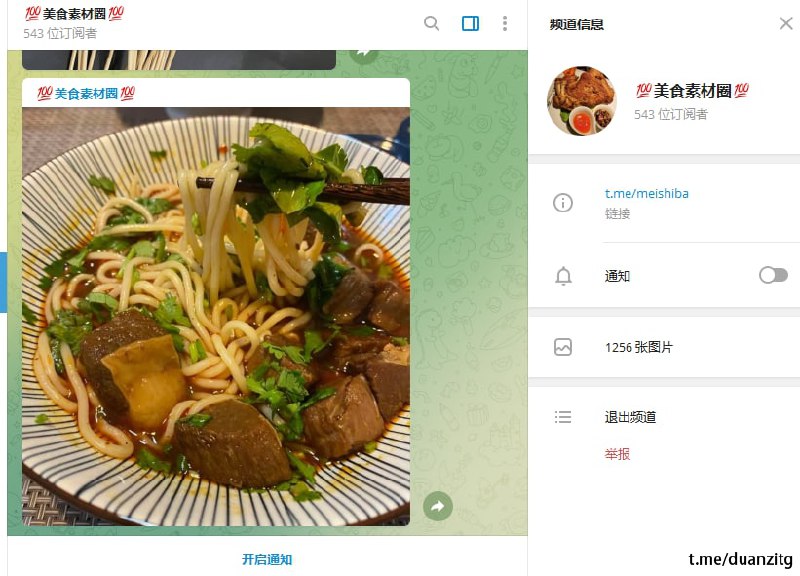 💯美食素材圈💯
543 位订阅者
💯美食素材圈💯
开启通知
频道信息
💯美食素材圈💯
543 位订阅者
t.me/meishiba
链接
通知
1256 张图片
退出频道
举报
t.me/duanzitg